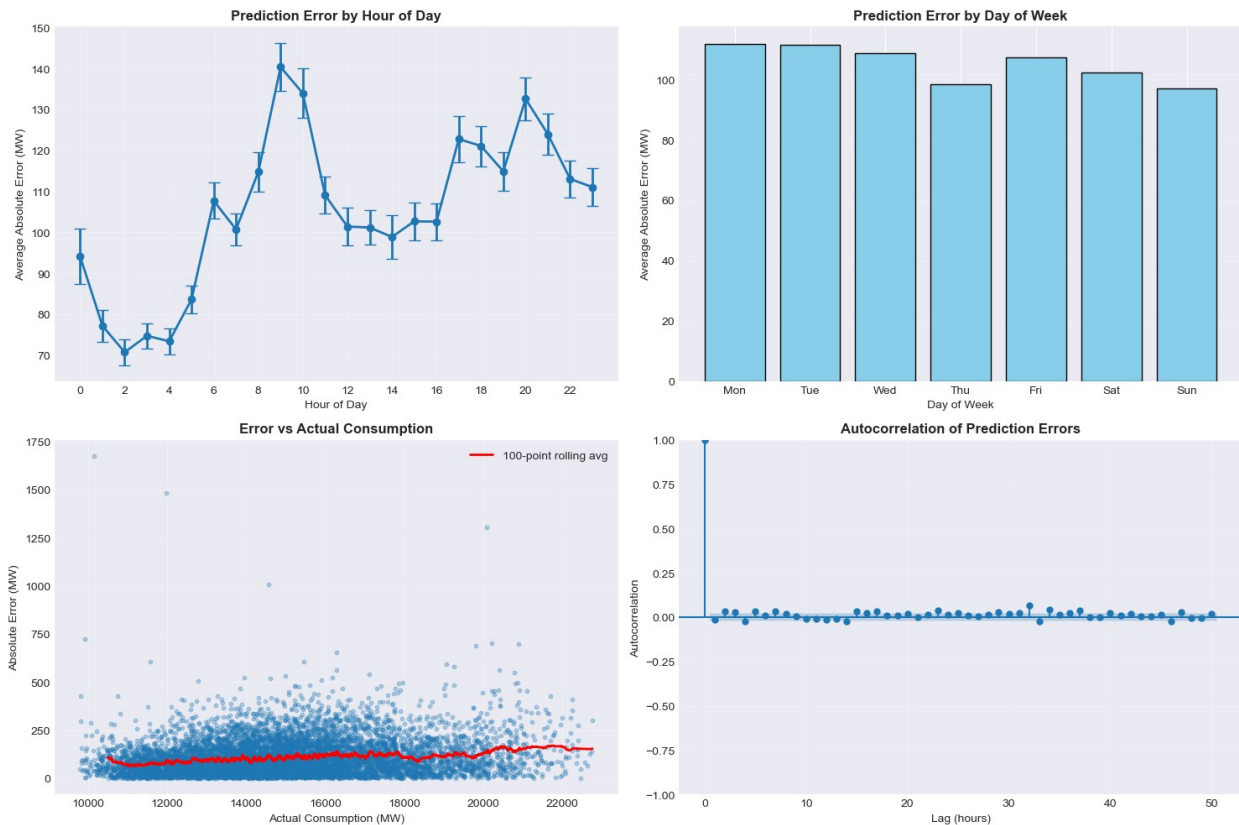 Prediction Error by Hour of Day
150
140
130
120
110
100
90
80
70
Average Absolute Error (MW)
0 2 4 6 8 10 12 14 16 18 20 22
Hour of Day
Prediction Error by Day of Week
100
80
60
40
20
0
Average Absolute Error (MW)
Mon Tue Wed Thu Fri Sat Sun
Day of Week
Error vs Actual Consumption
1750
1500
1250
1000
750
500
250
0
Absolute Error (MW)
100-point rolling avg
10000 12000 14000 16000 18000 20000 22000
Actual Consumption (MW)
Autocorrelation of Prediction Errors
1.00
0.75
0.50
0.25
0.00
−0.25
−0.50
−0.75
−1.00
Autocorrelation
0 10 20 30 40 50
Lag (hours)